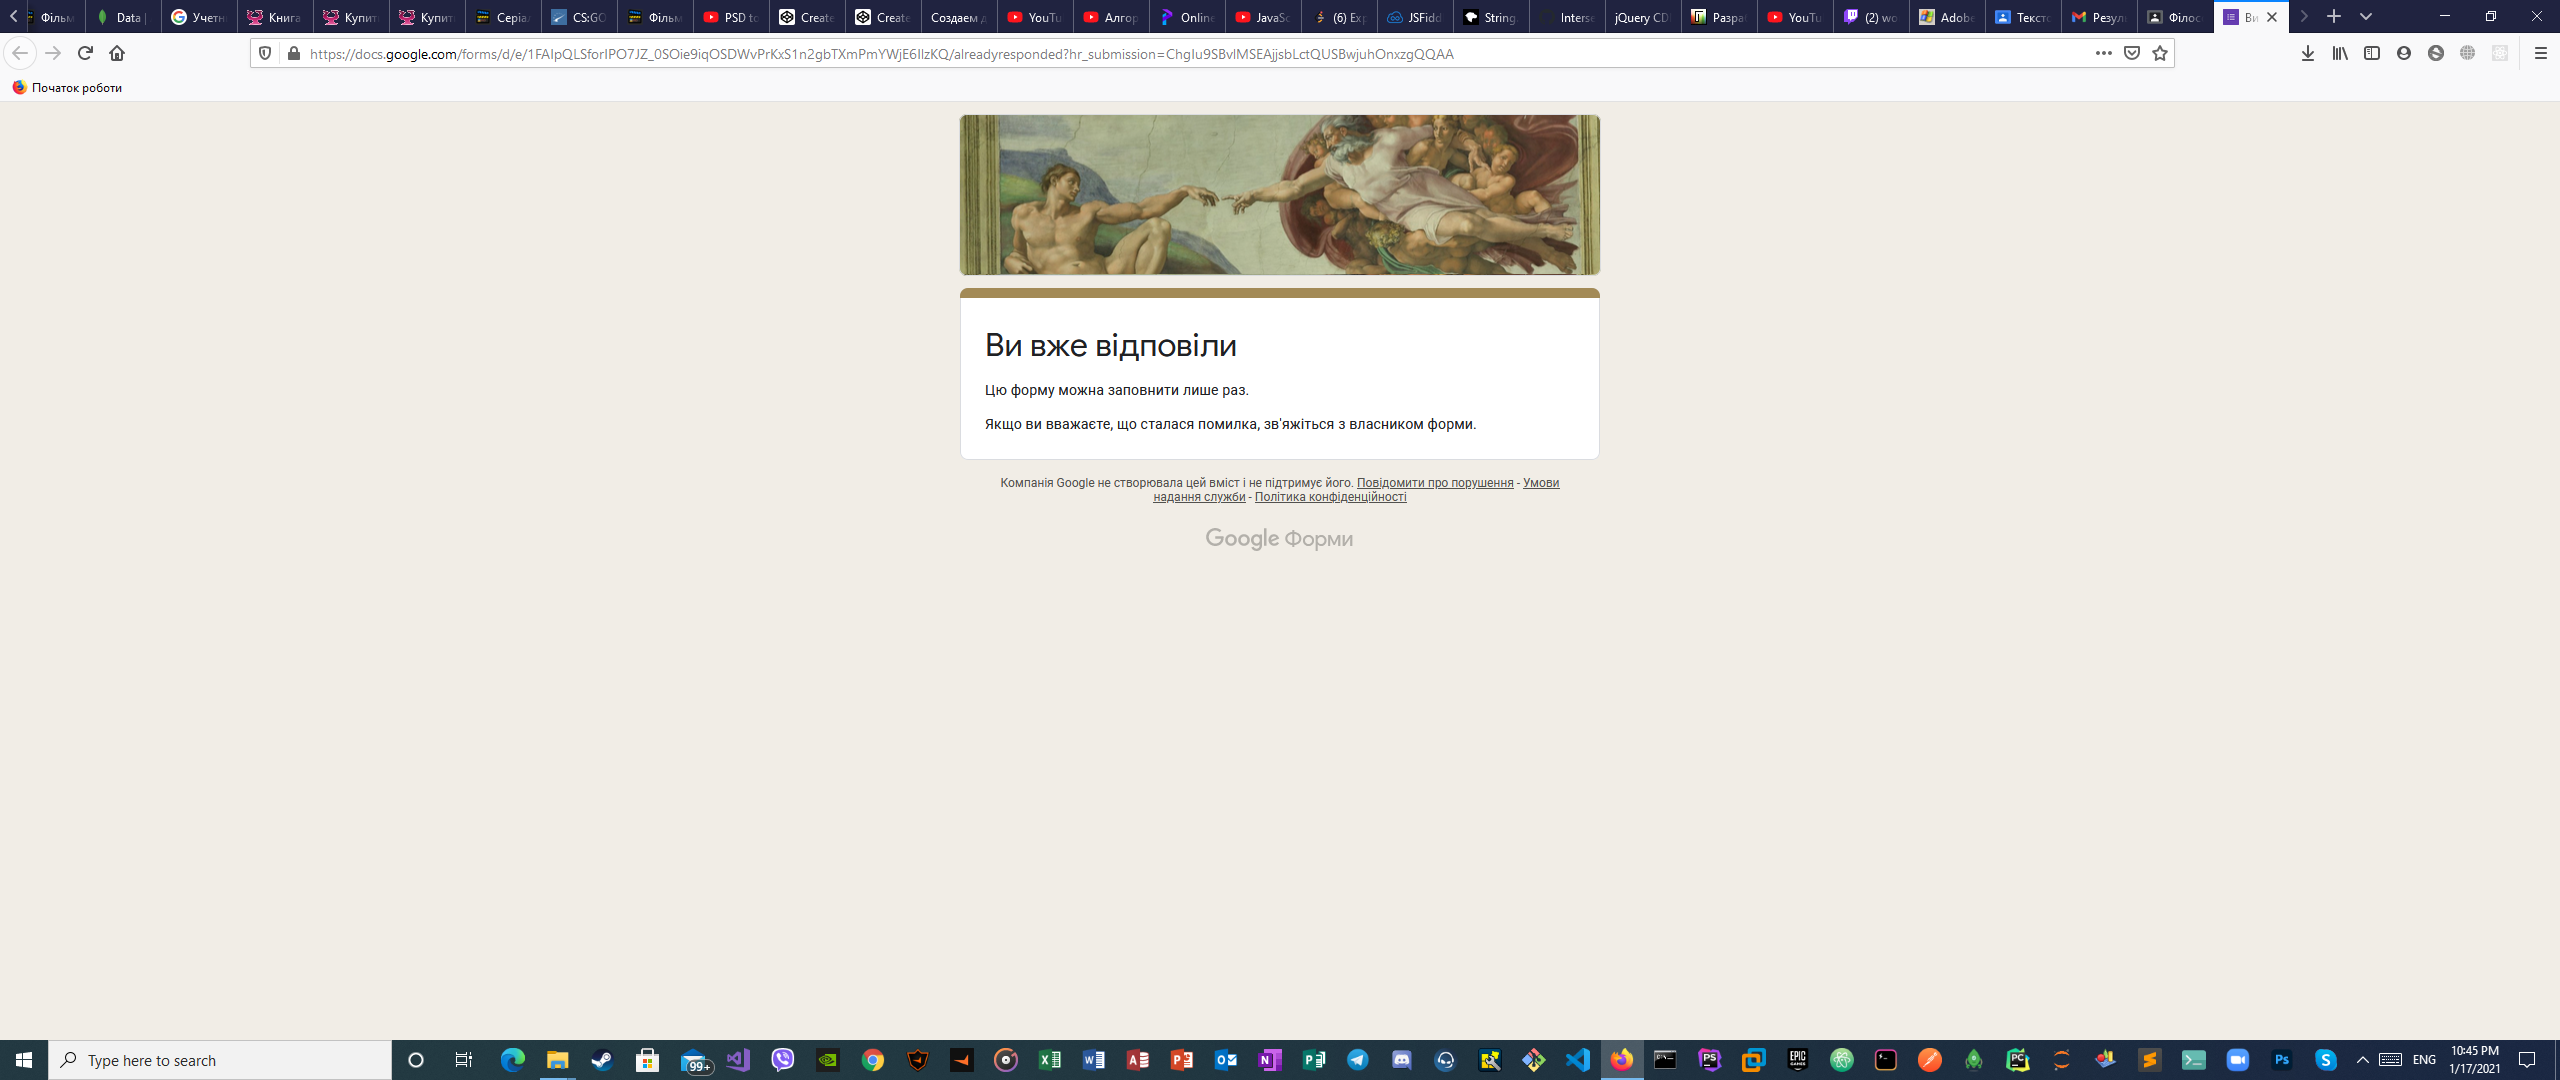 Фільм
Data |
Учетн
Книга
Купит
Купит
Серіал
CS:GO
Фільм
PSD to
Create
Create
Создаем д
YouTu
Алгор
Online
JavaSc
(6) Exp
JSFidd
String.
Interse
jQuery CD
Разраб
YouTu
(2) wo
Adobe
Текст
Резул
Філос
Ви
https://docs.google.com/forms/d/e/1FAIpQLSforIPO7JZ_0SOie9iqOSDWvPrKxS1n2gbTXmPmYWjE6IlzKQ/alreadyresponded?hr_submission=ChgIu9SBvlMSEAjjsbLctQUSBwjuhOnxzgQQAA
Початок роботи
Ви вже відповіли
Цю форму можна заповнити лише раз.
Якщо ви вважаєте, що сталася помилка, зв'яжіться з власником форми.
Компанія Google не створювала цей вміст і не підтримує його. Повідомити про порушення - Умови
надання служби - Політика конфіденційності
Google Форми
Type here to search
99+
ENG
10:45 PM
1/17/2021